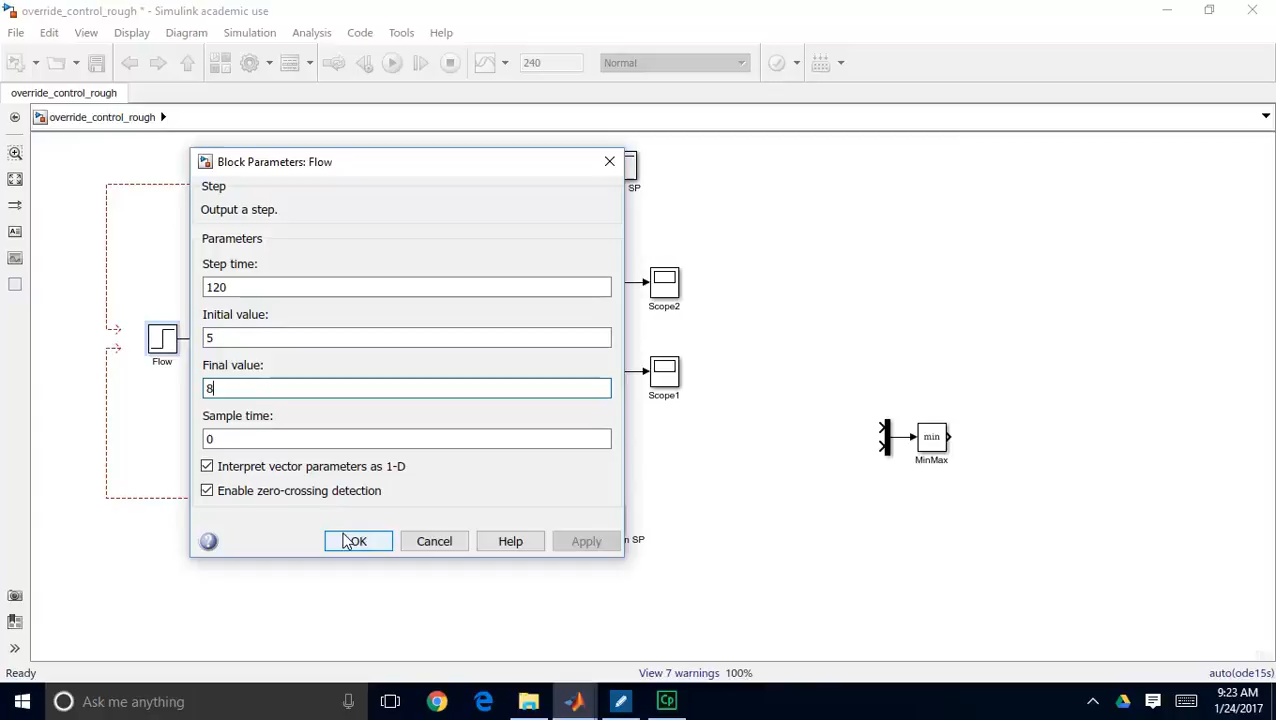 override_control_rough * - Simulink academic use
File Edit View Display Diagram Simulation Analysis Code Tools Help
240 Normal
override_control_rough
override_control_rough
Block Parameters: Flow
Step
Output a step.
Parameters
Step time:
120
Initial value:
5
Final value:
8
Sample time:
0
Interpret vector parameters as 1-D
Enable zero-crossing detection
OK Cancel Help Apply
Flow
SP
Scope2
Scope1
min
MinMax
n SP
Ready View 7 warnings 100% auto(ode15s)
Ask me anything
9:23 AM
1/24/2017